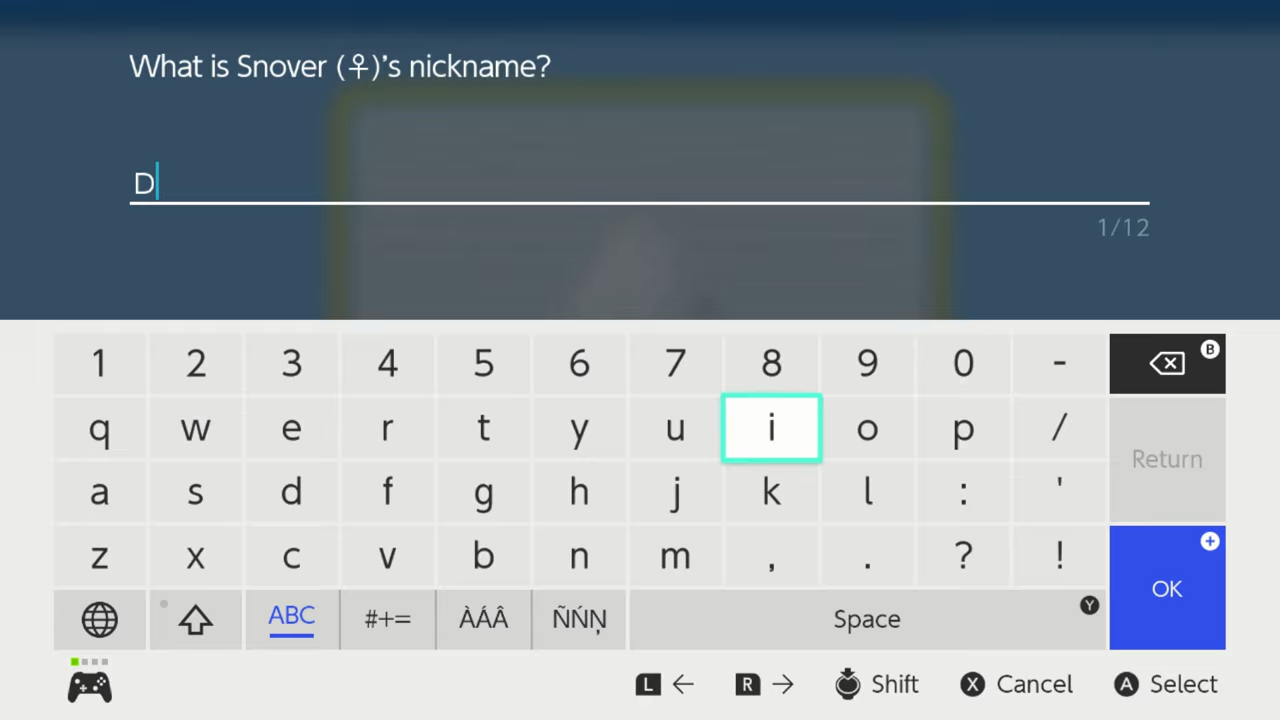 What is Snover (♀)'s nickname?
D
1/12
1 2 3 4 5 6 7 8 9 0 - B
q w e r t y u i o p / Return
a s d f g h j k l : '
z x c v b n m , . ? ! + OK
ABC #+= ÀÁÂ ÑŃŅ Space Y
L ← R → Shift X Cancel A Select